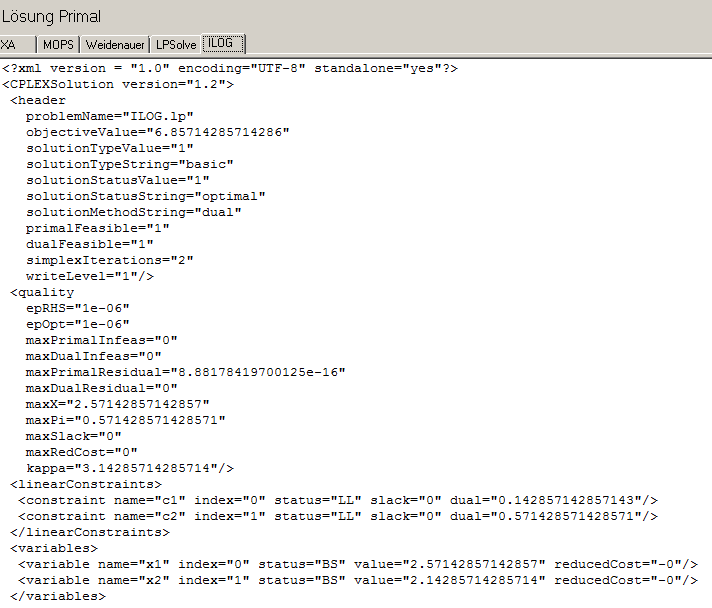 Lösung Primal
XA MOPS Weidenauer LPSolve ILOG
<?xml version = "1.0" encoding="UTF-8" standalone="yes"?>
<CPLEXSolution version="1.2">
<header
problemName="ILOG.lp"
objectiveValue="6.85714285714286"
solutionTypeValue="1"
solutionTypeString="basic"
solutionStatusValue="1"
solutionStatusString="optimal"
solutionMethodString="dual"
primalFeasible="1"
dualFeasible="1"
simplexIterations="2"
writeLevel="1"/>
<quality
epRHS="1e-06"
epOpt="1e-06"
maxPrimalInfeas="0"
maxDualInfeas="0"
maxPrimalResidual="8.88178419700125e-16"
maxDualResidual="0"
maxX="2.57142857142857"
maxPi="0.571428571428571"
maxSlack="0"
maxRedCost="0"
kappa="3.14285714285714"/>
<linearConstraints>
<constraint name="c1" index="0" status="LL" slack="0" dual="0.142857142857143"/>
<constraint name="c2" index="1" status="LL" slack="0" dual="0.571428571428571"/>
</linearConstraints>
<variables>
<variable name="x1" index="0" status="BS" value="2.57142857142857" reducedCost="-0"/>
<variable name="x2" index="1" status="BS" value="2.14285714285714" reducedCost="-0"/>
</variables>